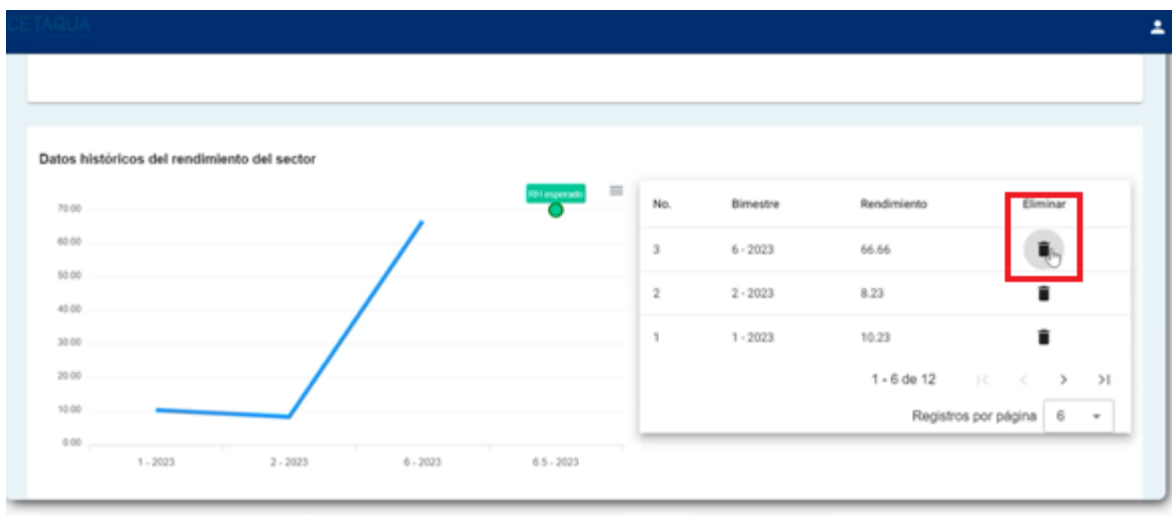 CETAQUA
Datos históricos del rendimiento del sector
RH esperado
70.00
60.00
50.00
40.00
30.00
20.00
10.00
0.00
1 - 2023 2 - 2023 6 - 2023 6.5 - 2023
No. Bimestre Rendimiento Eliminar
3 6 - 2023 66.66
2 2 - 2023 8.23
1 1 - 2023 10.23
1 - 6 de 12
Registros por página 6